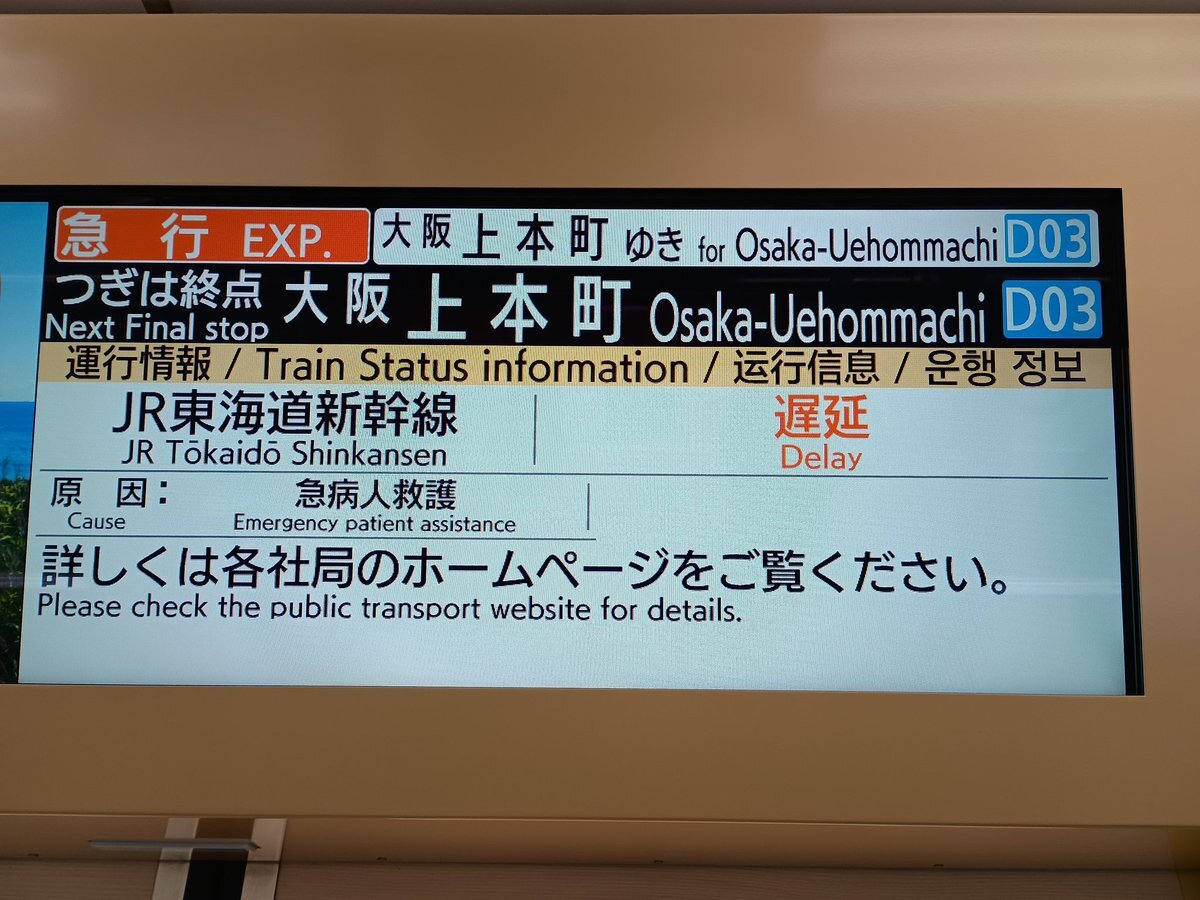 急 行 EXP. 大阪上本町 ゆき for Osaka-Uehommachi D03
つぎは終点 大阪上本町 Osaka-Uehommachi D03
Next Final stop
運行情報 / Train Status information / 运行信息 / 운행 정보
JR東海道新幹線 遅延
JR Tōkaidō Shinkansen Delay
原 因： 急病人救護
Cause Emergency patient assistance
詳しくは各社局のホームページをご覧ください。
Please check the public transport website for details.